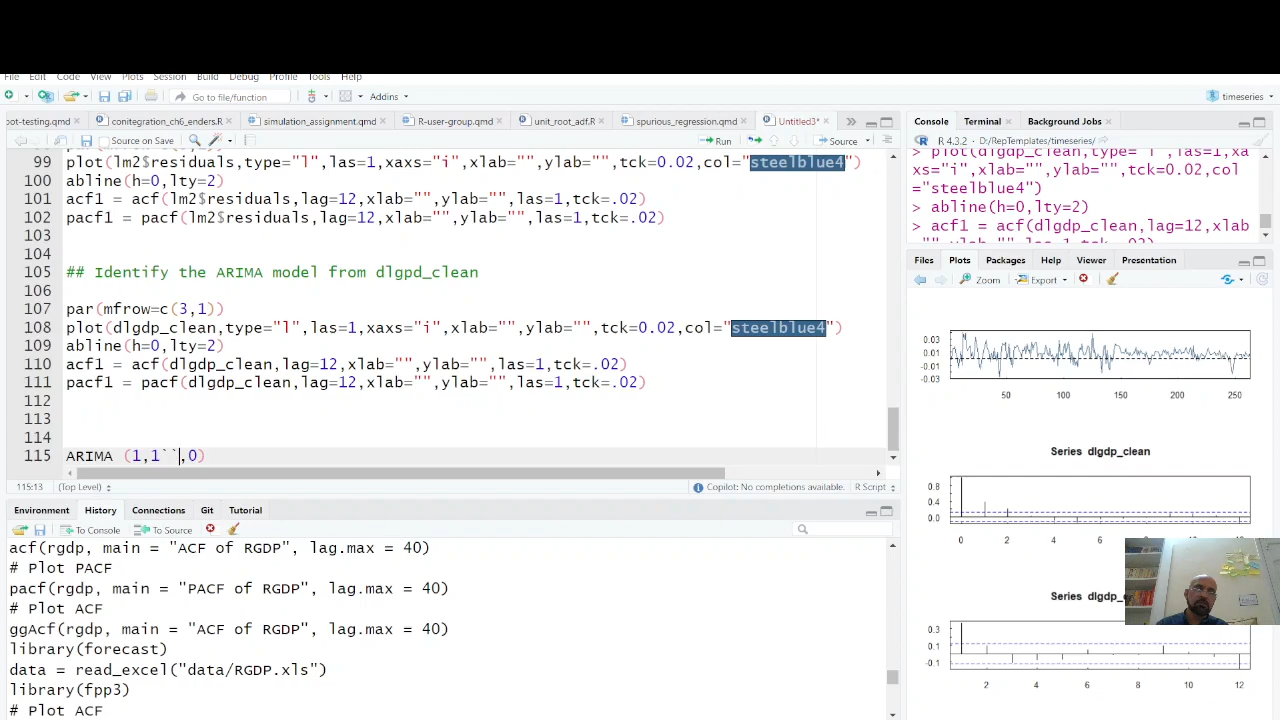 File Edit Code View Plots Session Build Debug Profile Tools Help
Go to file/function
Addins
timeseries
oot-testing.qmd
conitegration_ch6_enders.R
simulation_assignment.qmd
R-user-group.qmd
unit_root_adf.R
spurious_regression.qmd
Untitled3*
Source on Save
Run
Source
99 plot(lm2$residuals,type="l",las=1,xaxs="i",xlab="",ylab="",tck=0.02,col="steelblue4")
100 abline(h=0,lty=2)
101 acf1 = acf(lm2$residuals,lag=12,xlab="",ylab="",las=1,tck=.02)
102 pacf1 = pacf(lm2$residuals,lag=12,xlab="",ylab="",las=1,tck=.02)
103
104
105 ## Identify the ARIMA model from dlgpd_clean
106
107 par(mfrow=c(3,1))
108 plot(dlgdp_clean,type="l",las=1,xaxs="i",xlab="",ylab="",tck=0.02,col="steelblue4")
109 abline(h=0,lty=2)
110 acf1 = acf(dlgdp_clean,lag=12,xlab="",ylab="",las=1,tck=.02)
111 pacf1 = pacf(dlgdp_clean,lag=12,xlab="",ylab="",las=1,tck=.02)
112
113
114
115 ARIMA (1,1``,0)
115:13 (Top Level) Copilot: No completions available. R Script
Environment History Connections Git Tutorial
To Console To Source
acf(rgdp, main = "ACF of RGDP", lag.max = 40)
# Plot PACF
pacf(rgdp, main = "PACF of RGDP", lag.max = 40)
# Plot ACF
ggAcf(rgdp, main = "ACF of RGDP", lag.max = 40)
library(forecast)
data = read_excel("data/RGDP.xls")
library(fpp3)
# Plot ACF
Console Terminal Background Jobs
R 4.3.2 · D:/RepTemplates/timeseries/
> plot(dlgdp_clean,type="l",las=1,xa
xs="i",xlab="",ylab="",tck=0.02,col
="steelblue4")
> abline(h=0,lty=2)
> acf1 = acf(dlgdp_clean,lag=12,xlab
Files Plots Packages Help Viewer Presentation
Zoom Export
0.03
0.01
-0.01
-0.03
50 100 150 200 250
Series dlgdp_clean
0.8
0.4
0.0
0 2 4 6
Series dlgdp_c
0.3
0.1
-0.1
2 4 6 8 10 12